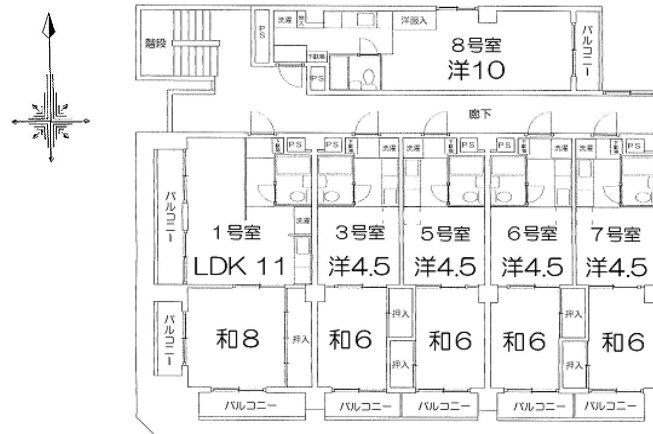 階段
PS
洗濯
洋服入
8号室
洋10
バルコニー
下駄箱
PS
廊下
PS
PS
洗濯
洗濯
PS
PS
洗濯
洗濯
PS
バルコニー
1号室
LDK 11
洗濯
3号室
洋4.5
5号室
洋4.5
6号室
洋4.5
7号室
洋4.5
バルコニー
和8
押入
和6
押入
押入
和6
和6
押入
押入
和6
バルコニー
バルコニー
バルコニー
バルコニー
バルコニー